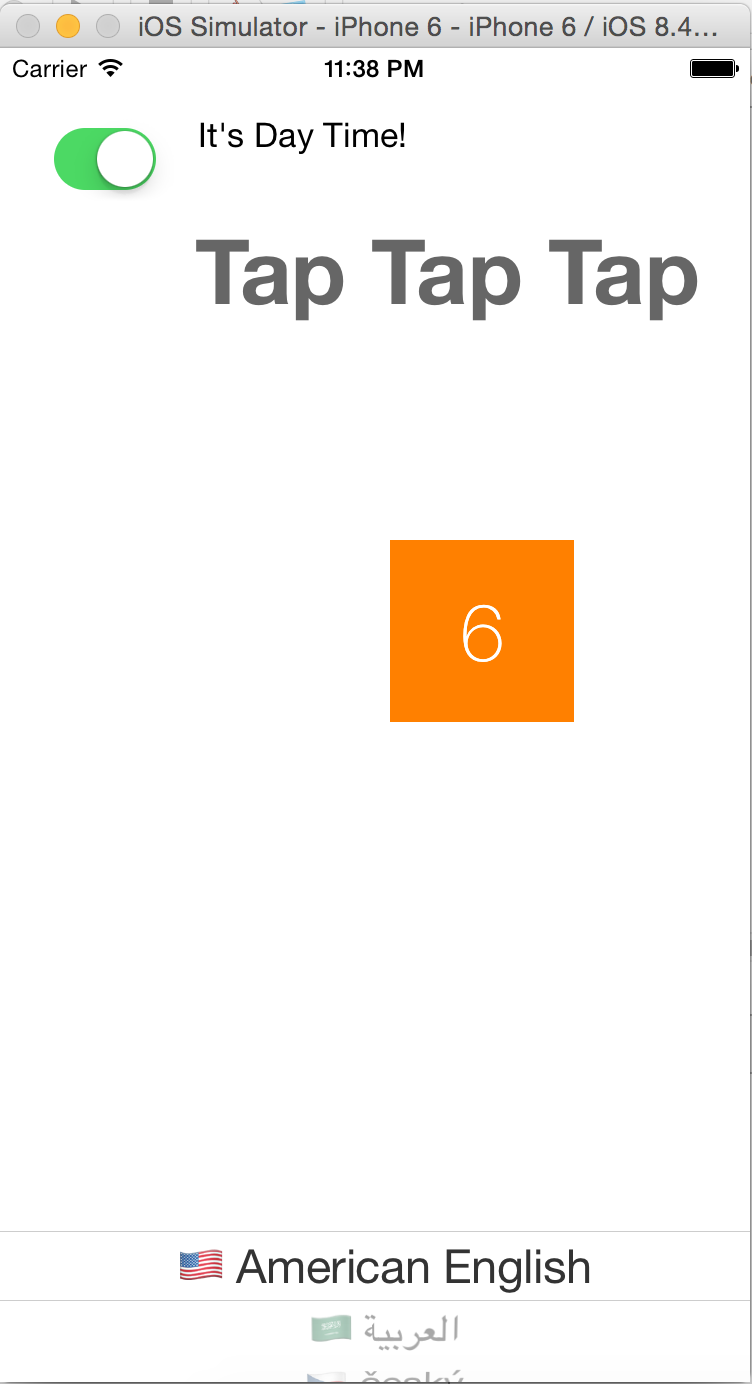 iOS Simulator - iPhone 6 - iPhone 6 / iOS 8.4...
Carrier 11:38 PM
It's Day Time!
Tap Tap Tap
6
American English
العربية
český